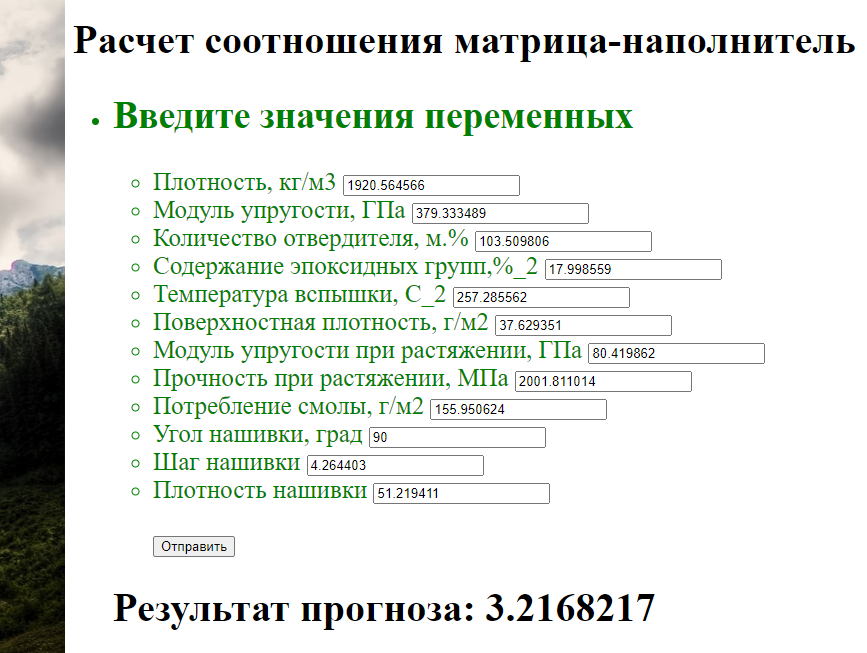 Расчет соотношения матрица-наполнитель
Введите значения переменных
Плотность, кг/м3 1920.564566
Модуль упругости, ГПа 379.333489
Количество отвердителя, м.% 103.509806
Содержание эпоксидных групп,%_2 17.998559
Температура вспышки, С_2 257.285562
Поверхностная плотность, г/м2 37.629351
Модуль упругости при растяжении, ГПа 80.419862
Прочность при растяжении, МПа 2001.811014
Потребление смолы, г/м2 155.950624
Угол нашивки, град 90
Шаг нашивки 4.264403
Плотность нашивки 51.219411
Отправить
Результат прогноза: 3.2168217